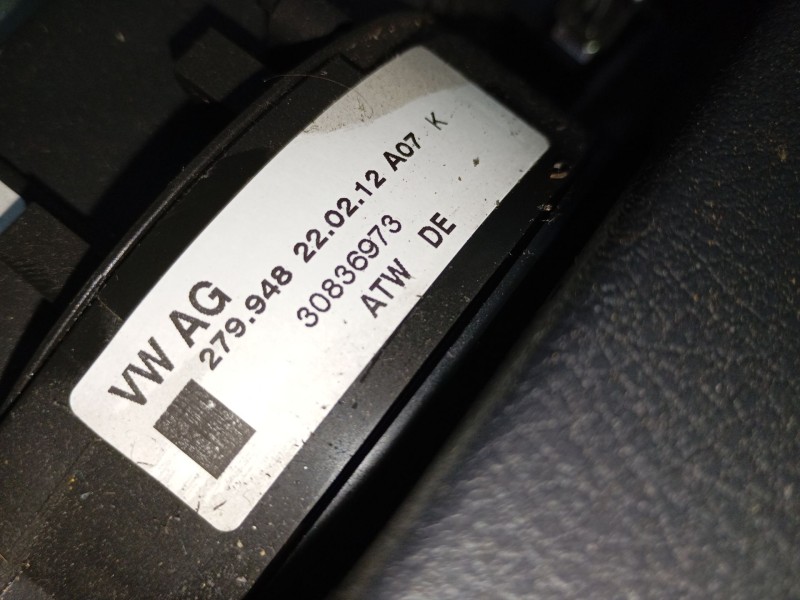 VW AG
279.948 22.02.12 A07 K
30836973
ATW DE